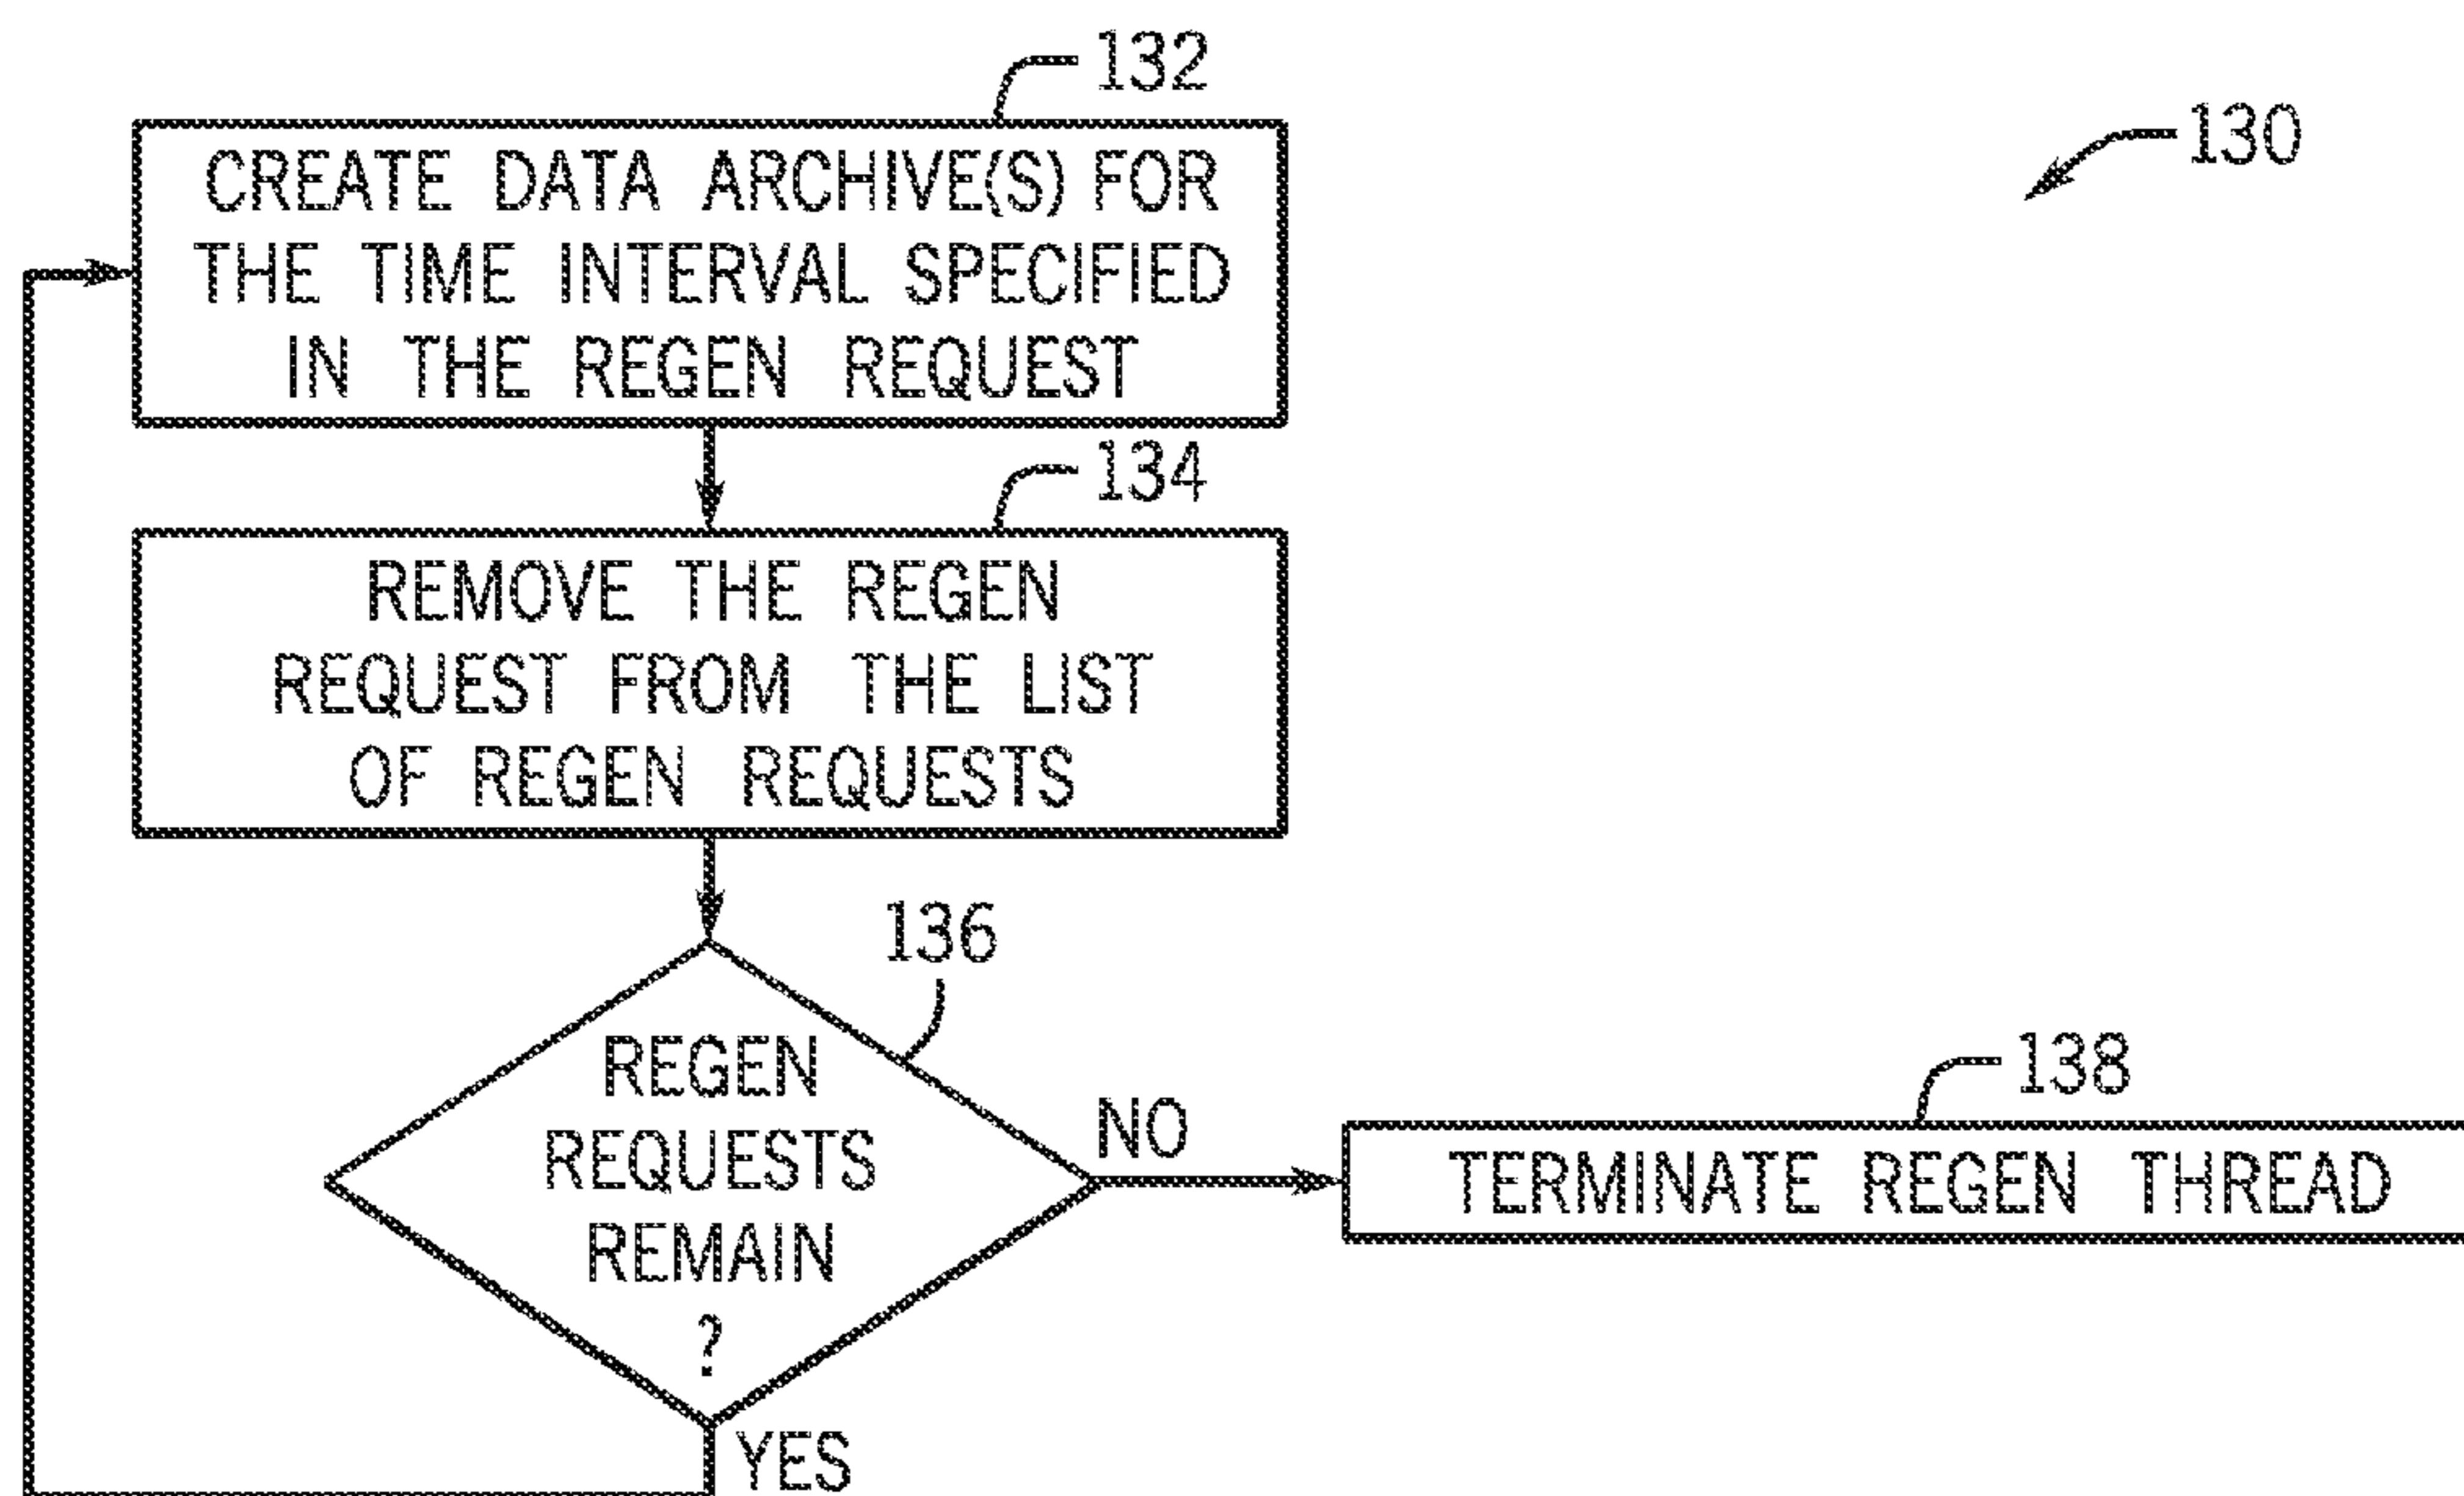 132
130
CREATE DATA ARCHIVE(S) FOR
THE TIME INTERVAL SPECIFIED
IN THE REGEN REQUEST
134
REMOVE THE REGEN
REQUEST FROM THE LIST
OF REGEN REQUESTS
136
REGEN
REQUESTS
REMAIN
?
NO
138
TERMINATE REGEN THREAD
YES